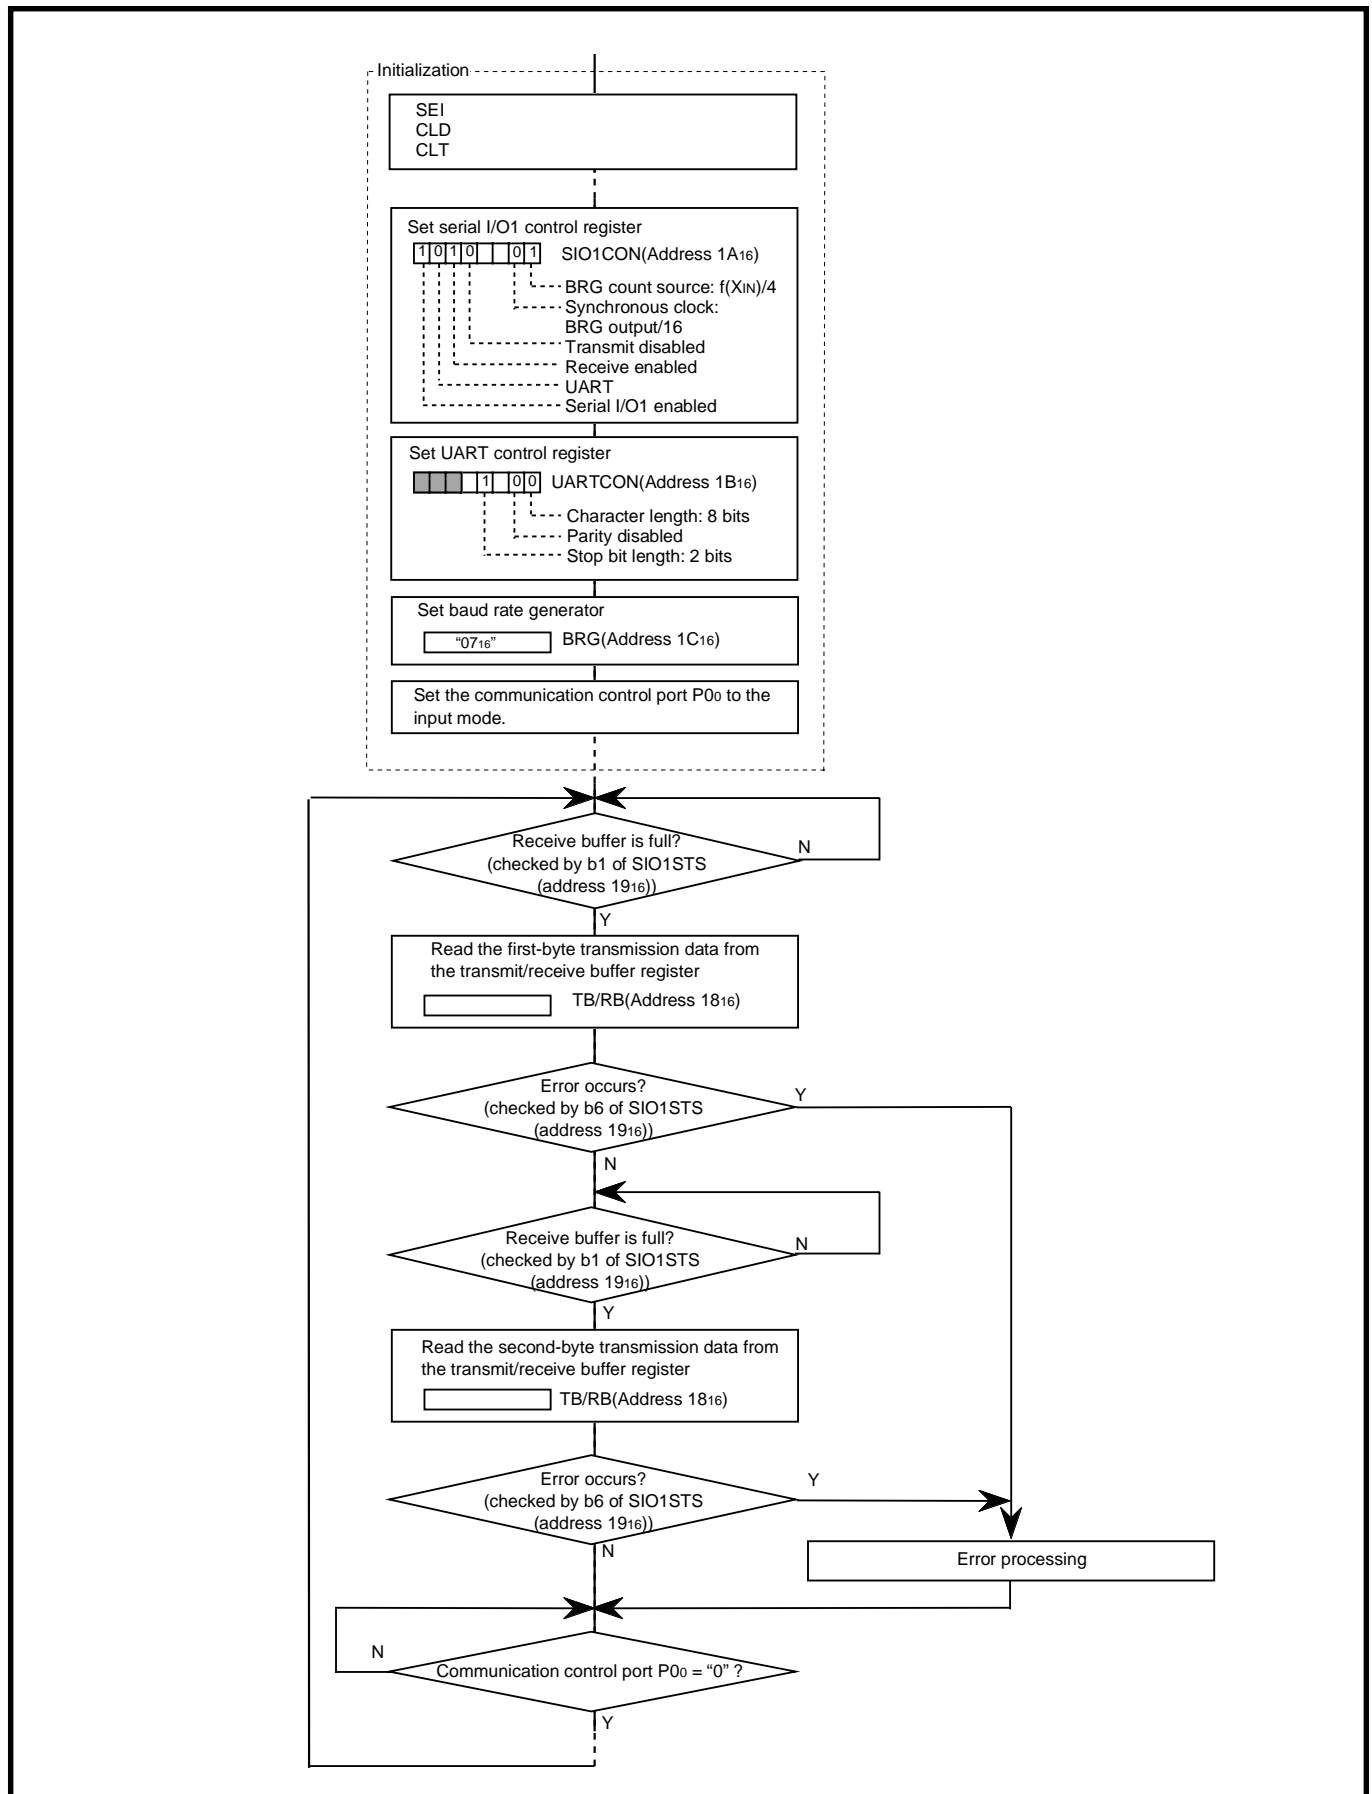 Initialization
SEI
CLD
CLT
Set serial I/O1 control register
1 0 1 0 0 1 SIO1CON(Address 1A16)
BRG count source: f(XIN)/4
Synchronous clock:
BRG output/16
Transmit disabled
Receive enabled
UART
Serial I/O1 enabled
Set UART control register
1 0 0 UARTCON(Address 1B16)
Character length: 8 bits
Parity disabled
Stop bit length: 2 bits
Set baud rate generator
“0716” BRG(Address 1C16)
Set the communication control port P00 to the
input mode.
Receive buffer is full?
(checked by b1 of SIO1STS
(address 1916))
N
Y
Read the first-byte transmission data from
the transmit/receive buffer register
TB/RB(Address 1816)
Error occurs?
(checked by b6 of SIO1STS
(address 1916))
Y
N
Receive buffer is full?
(checked by b1 of SIO1STS
(address 1916))
N
Y
Read the second-byte transmission data from
the transmit/receive buffer register
TB/RB(Address 1816)
Error occurs?
(checked by b6 of SIO1STS
(address 1916))
Y
N
Error processing
N
Communication control port P00 = “0” ?
Y